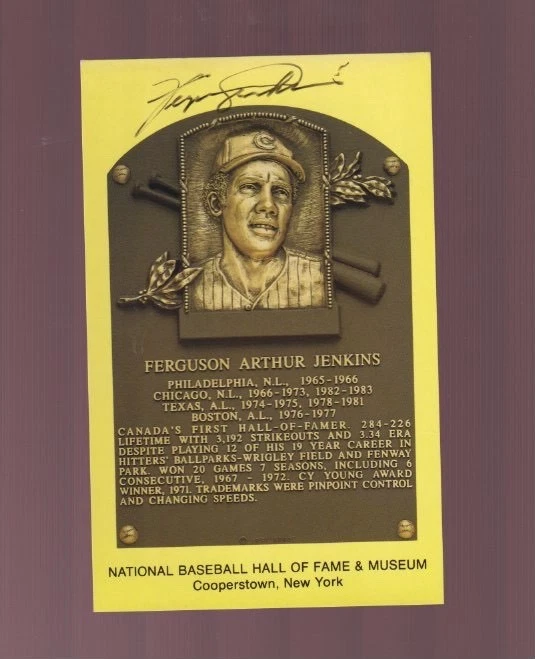 Fergie Jenkins
C
FERGUSON ARTHUR JENKINS
PHILADELPHIA, N.L., 1965-1966
CHICAGO, N.L., 1966-1973, 1982-1983
TEXAS, A.L., 1974-1975, 1978-1981
BOSTON, A.L., 1976-1977
CANADA'S FIRST HALL-OF-FAMER. 284-226
LIFETIME WITH 3,192 STRIKEOUTS AND 3.34 ERA
DESPITE PLAYING 12 OF HIS 19 YEAR CAREER IN
HITTERS' BALLPARKS-WRIGLEY FIELD AND FENWAY
PARK. WON 20 GAMES 7 SEASONS, INCLUDING 6
CONSECUTIVE, 1967 - 1972. CY YOUNG AWARD
WINNER, 1971. TRADEMARKS WERE PINPOINT CONTROL
AND CHANGING SPEEDS.
NATIONAL BASEBALL HALL OF FAME & MUSEUM
Cooperstown, New York